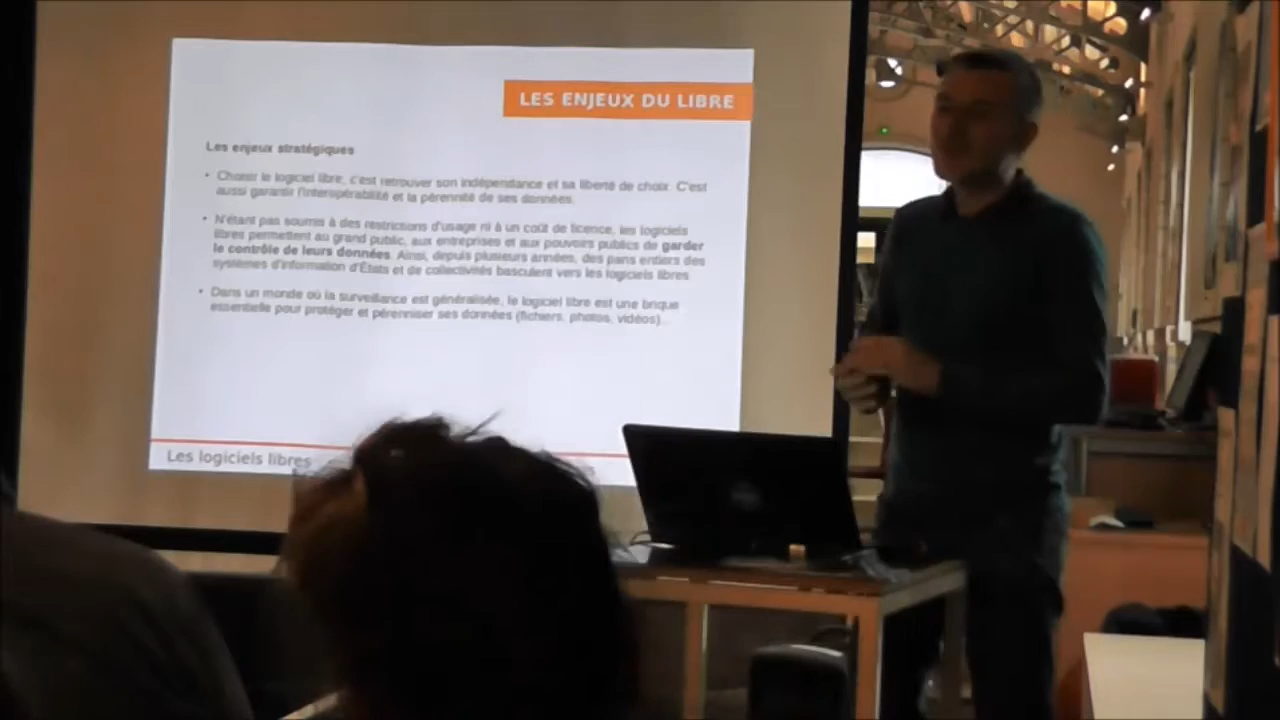 LES ENJEUX DU LIBRE
Les enjeux stratégiques
• Choisir le logiciel libre, c'est retrouver son indépendance et sa liberté de choix. C'est
aussi garantir l'interopérabilité et la pérennité de ses données.
• N'étant pas soumis à des restrictions d'usage ni à un coût de licence, les logiciels
libres permettent au grand public, aux entreprises et aux pouvoirs publics de garder
le contrôle de leurs données. Ainsi, depuis plusieurs années, des pans entiers des
systèmes d'information d'États et de collectivités basculent vers les logiciels libres
• Dans un monde où la surveillance est généralisée, le logiciel libre est une brique
essentielle pour protéger et pérenniser ses données (fichiers, photos, vidéos)...
Les logiciels libres